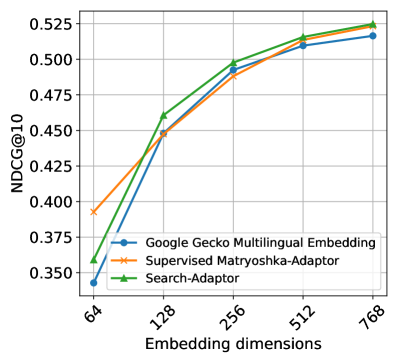 NDCG@10
0.525
0.500
0.475
0.450
0.425
0.400
0.375
0.350
Google Gecko Multilingual Embedding
Supervised Matryoshka-Adaptor
Search-Adaptor
64
128
256
512
768
Embedding dimensions